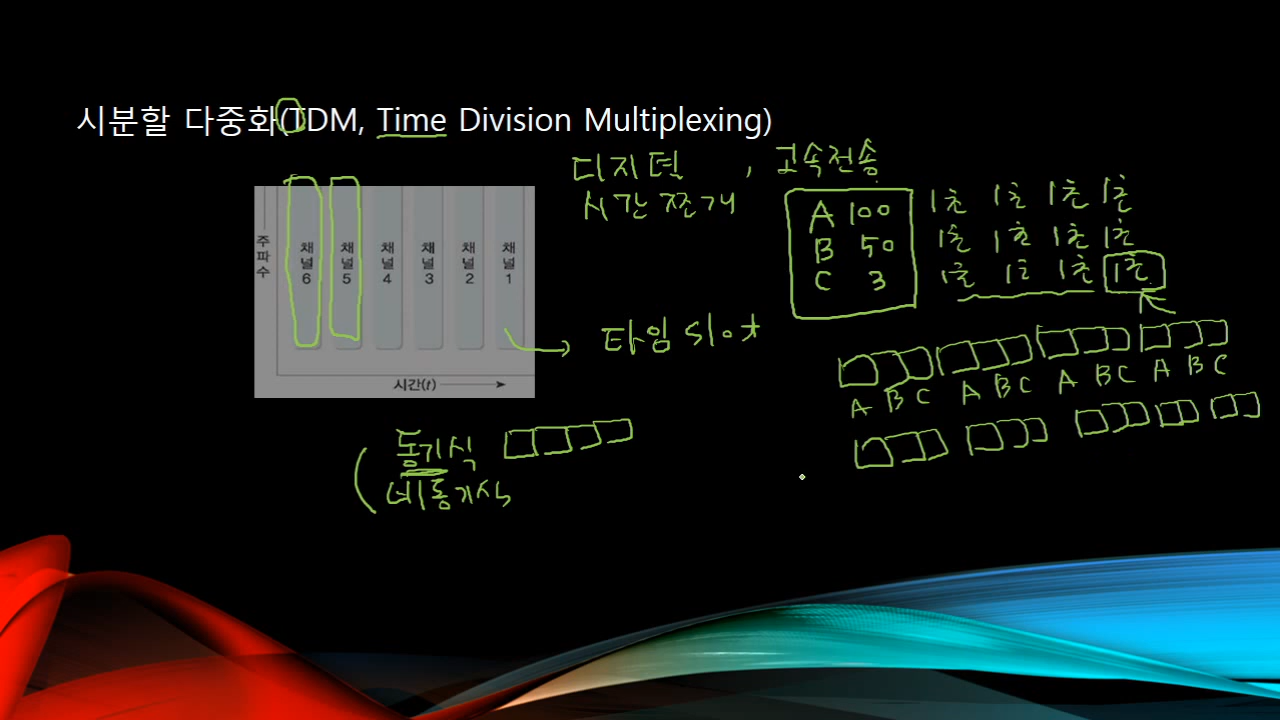 시분할 다중화(TDM, Time Division Multiplexing)
디지털 , 고속전송
시간 쪼개
주파수
채널6
채널5
채널4
채널3
채널2
채널1
시간(t)
타임 slot
A 100 1초 1초 1초 1초
B 50 1초 1초 1초 1초
C 3 1초 1초 1초 1초
A B C A B C A B C A B C
동기식
비동기식